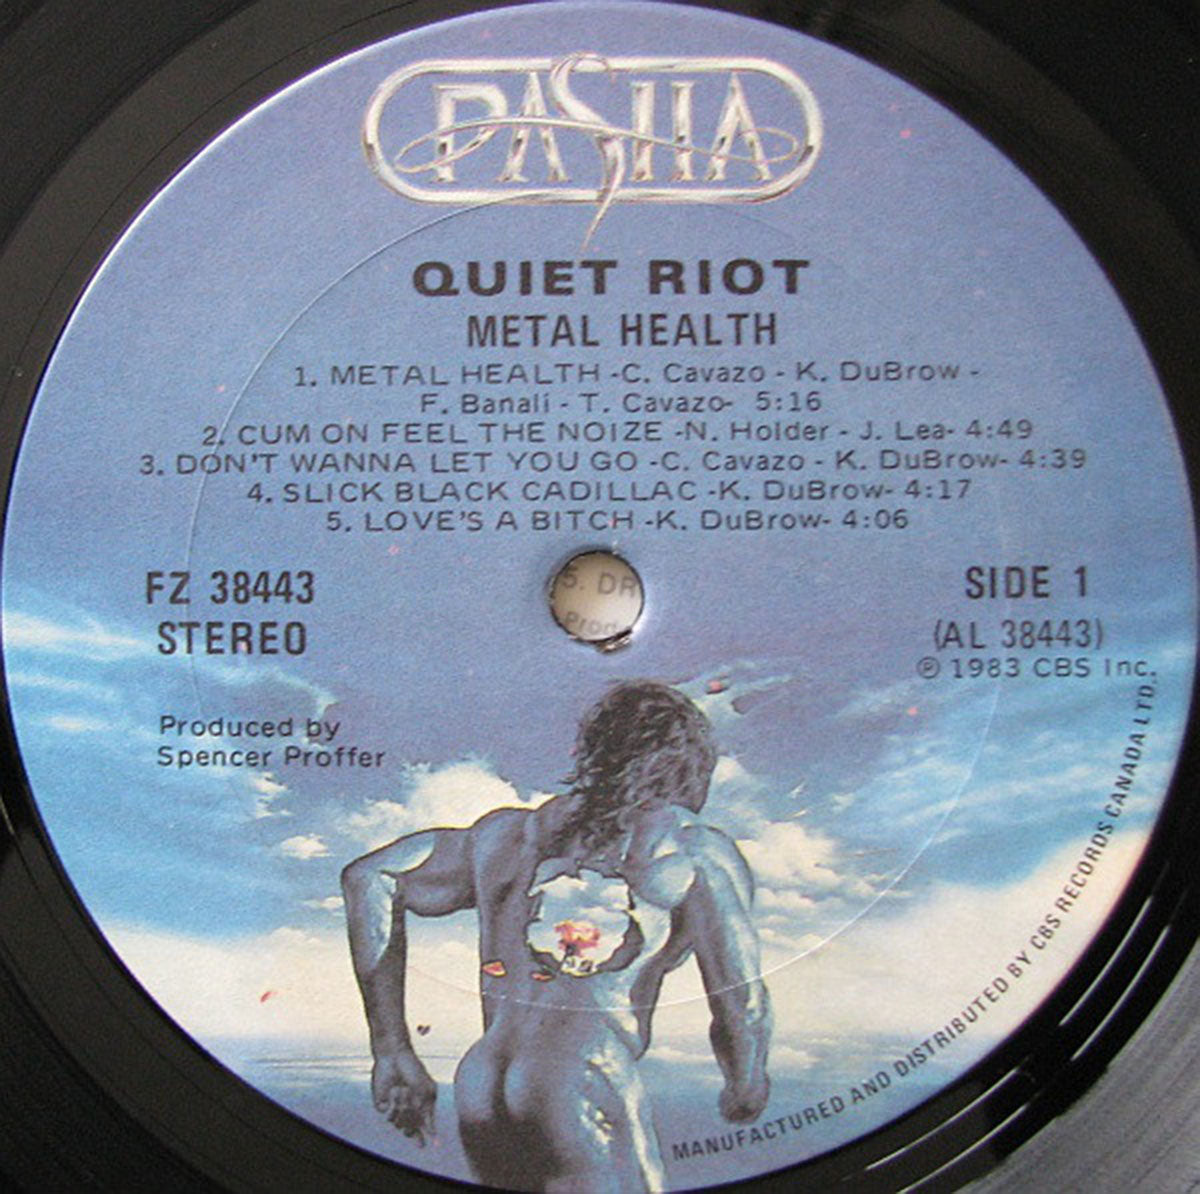 PASHA
QUIET RIOT
METAL HEALTH
1. METAL HEALTH -C. Cavazo - K. DuBrow -
F. Banali - T. Cavazo- 5:16
2. CUM ON FEEL THE NOIZE -N. Holder - J. Lea- 4:49
3. DON'T WANNA LET YOU GO -C. Cavazo - K. DuBrow- 4:39
4. SLICK BLACK CADILLAC -K. DuBrow- 4:17
5. LOVE'S A BITCH -K. DuBrow- 4:06
5. DR
Prod
FZ 38443
STEREO
SIDE 1
(AL 38443)
℗ 1983 CBS Inc.
Produced by
Spencer Proffer
MANUFACTURED AND DISTRIBUTED BY CBS RECORDS CANADA LTD.